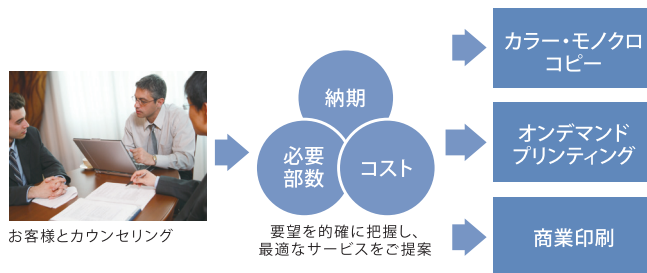 お客様とカウンセリング
納期
必要
部数
コスト
要望を的確に把握し、
最適なサービスをご提案
カラー・モノクロ
コピー
オンデマンド
プリンティング
商業印刷